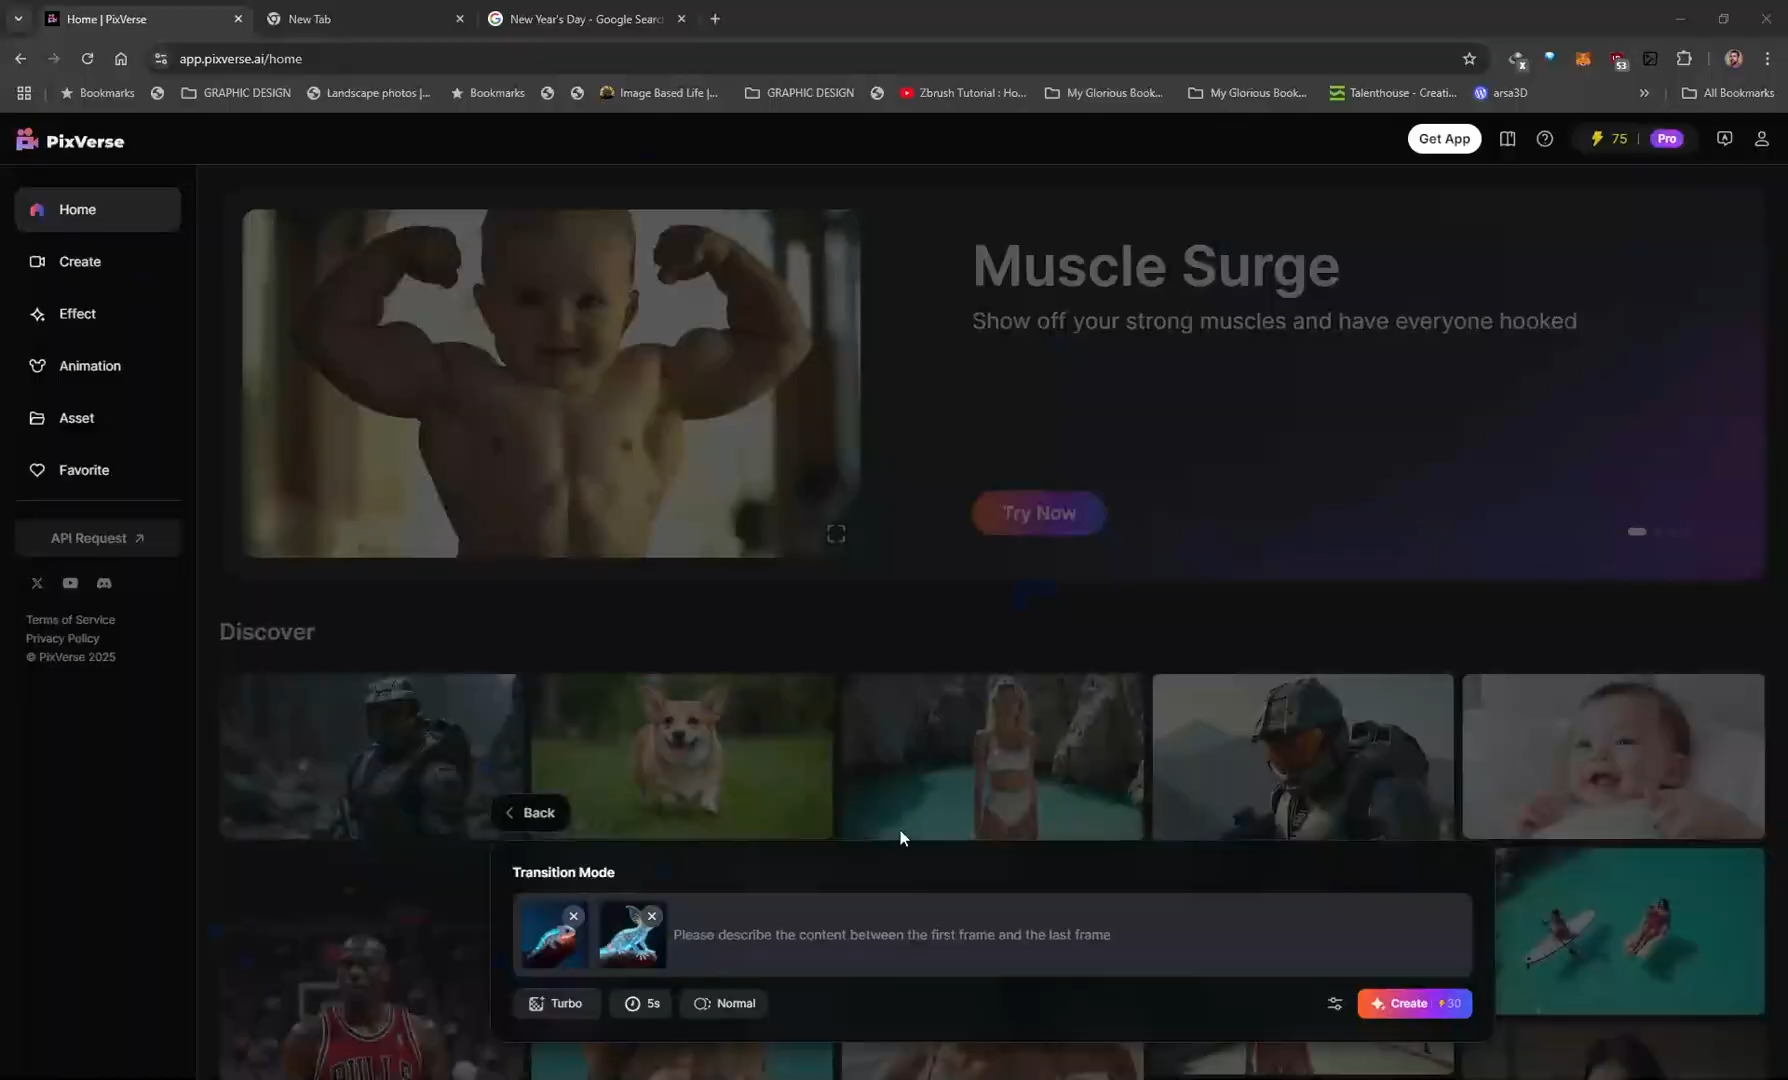 Home | PixVerse
New Tab
New Year's Day - Google Searc
app.pixverse.ai/home
x
53
Bookmarks
GRAPHIC DESIGN
Landscape photos |...
Bookmarks
Image Based Life |...
GRAPHIC DESIGN
Zbrush Tutorial : Ho...
My Glorious Book...
My Glorious Book...
Talenthouse - Creati...
arsa3D
»
All Bookmarks
PixVerse
Get App
75
Pro
Home
Create
Effect
Animation
Asset
Favorite
API Request
Terms of Service
Privacy Policy
© PixVerse 2025
Muscle Surge
Show off your strong muscles and have everyone hooked
Try Now
Discover
Back
Transition Mode
Please describe the content between the first frame and the last frame
Turbo
5s
Normal
Create
30